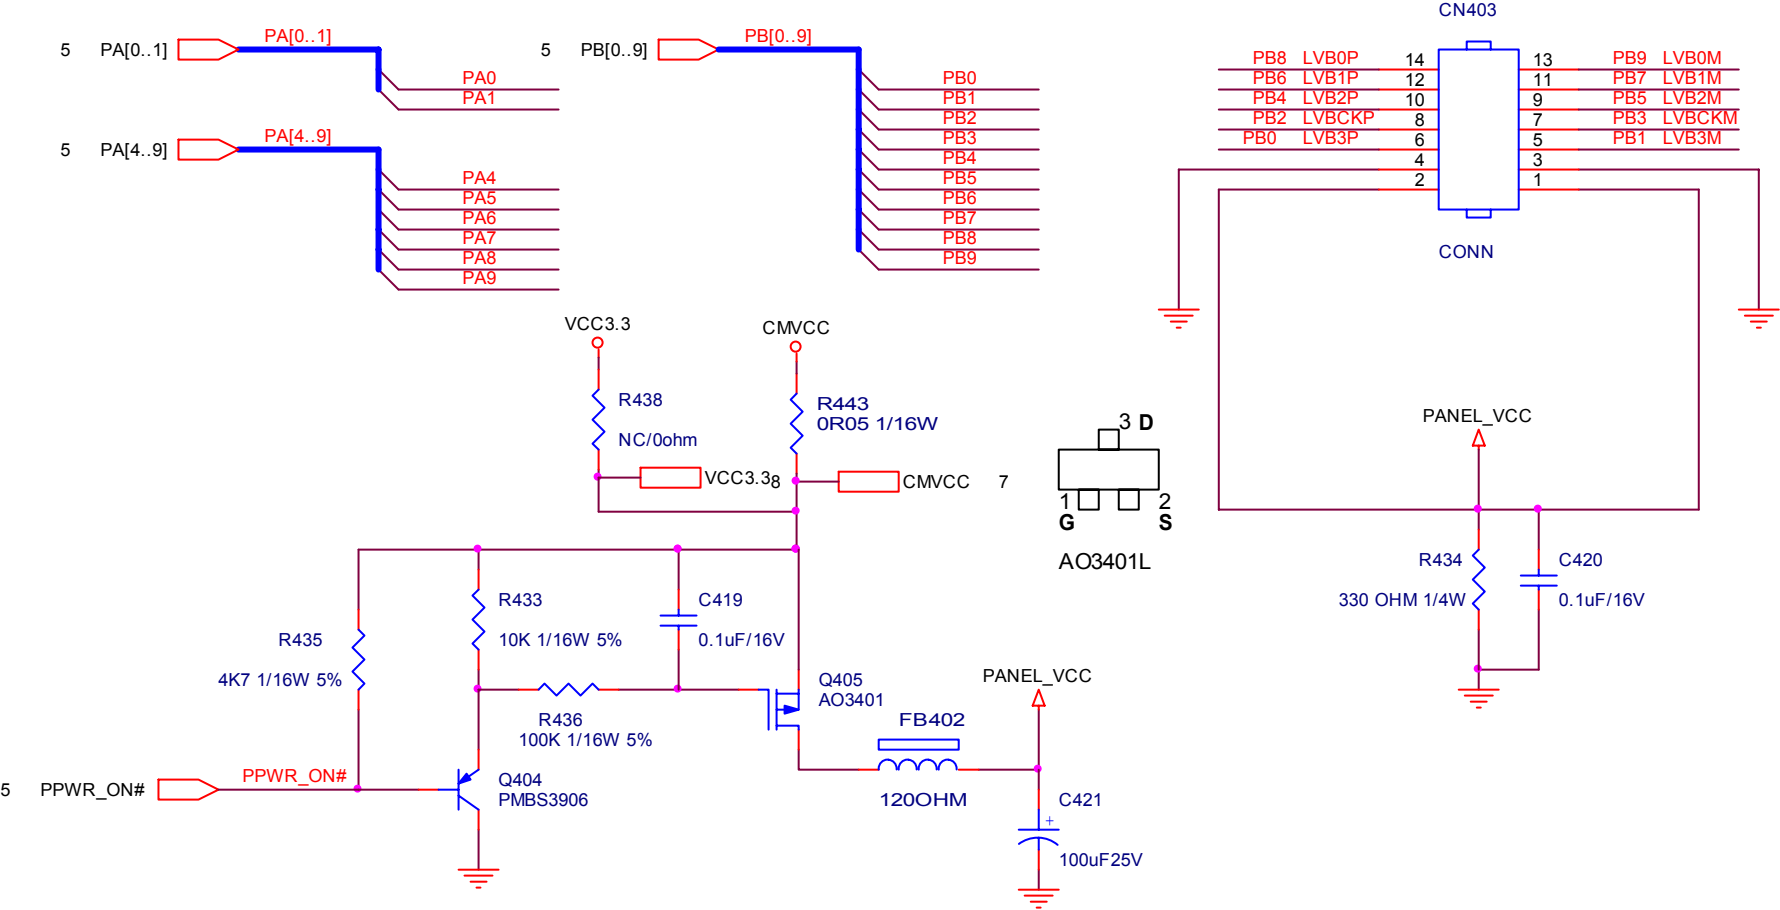 CN403
5 PA[0..1] PA[0..1]
PA0
PA1
5 PA[4..9] PA[4..9]
PA4
PA5
PA6
PA7
PA8
PA9
5 PB[0..9] PB[0..9]
PB0
PB1
PB2
PB3
PB4
PB5
PB6
PB7
PB8
PB9
PB8 LVB0P 14 13 PB9 LVB0M
PB6 LVB1P 12 11 PB7 LVB1M
PB4 LVB2P 10 9 PB5 LVB2M
PB2 LVBCKP 8 7 PB3 LVBCKM
PB0 LVB3P 6 5 PB1 LVB3M
4 3
2 1
CONN
VCC3.3
CMVCC
R438
NC/0ohm
R443
0R05 1/16W
VCC3.3 8
CMVCC 7
3 D
1 2
G S
AO3401L
PANEL_VCC
R434
330 OHM 1/4W
C420
0.1uF/16V
R435
4K7 1/16W 5%
R433
10K 1/16W 5%
C419
0.1uF/16V
R436
100K 1/16W 5%
Q405
AO3401
PANEL_VCC
FB402
120OHM
5 PPWR_ON# PPWR_ON#
Q404
PMBS3906
C421
+
100uF25V